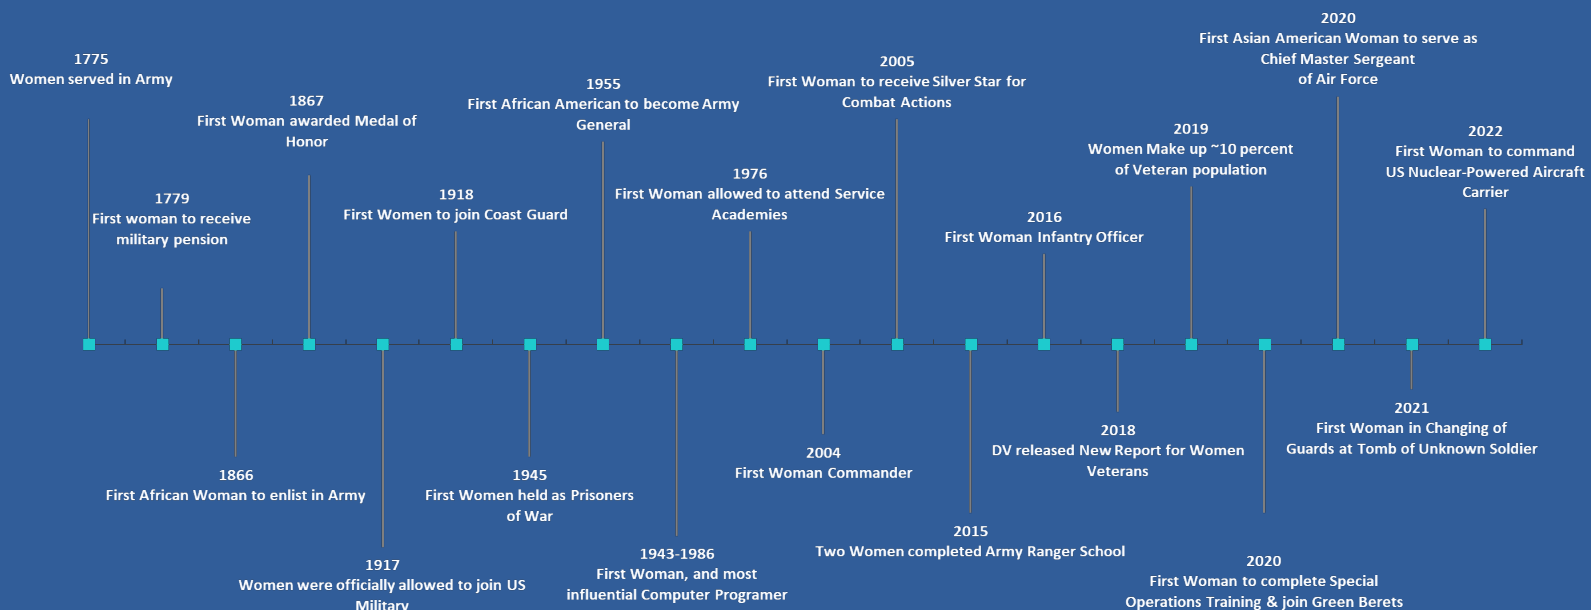 1775
Women served in Army
1779
First woman to receive
military pension
1866
First African Woman to enlist in Army
1867
First Woman awarded Medal of
Honor
1917
Women were officially allowed to join US
Military
1918
First Women to join Coast Guard
1945
First Women held as Prisoners
of War
1955
First African American to become Army
General
1943-1986
First Woman, and most
influential Computer Programer
1976
First Woman allowed to attend Service
Academies
2004
First Woman Commander
2005
First Woman to receive Silver Star for
Combat Actions
2015
Two Women completed Army Ranger School
2016
First Woman Infantry Officer
2018
DV released New Report for Women
Veterans
2019
Women Make up ~10 percent
of Veteran population
2020
First Woman to complete Special
Operations Training & join Green Berets
2020
First Asian American Woman to serve as
Chief Master Sergeant
of Air Force
2021
First Woman in Changing of
Guards at Tomb of Unknown Soldier
2022
First Woman to command
US Nuclear-Powered Aircraft
Carrier